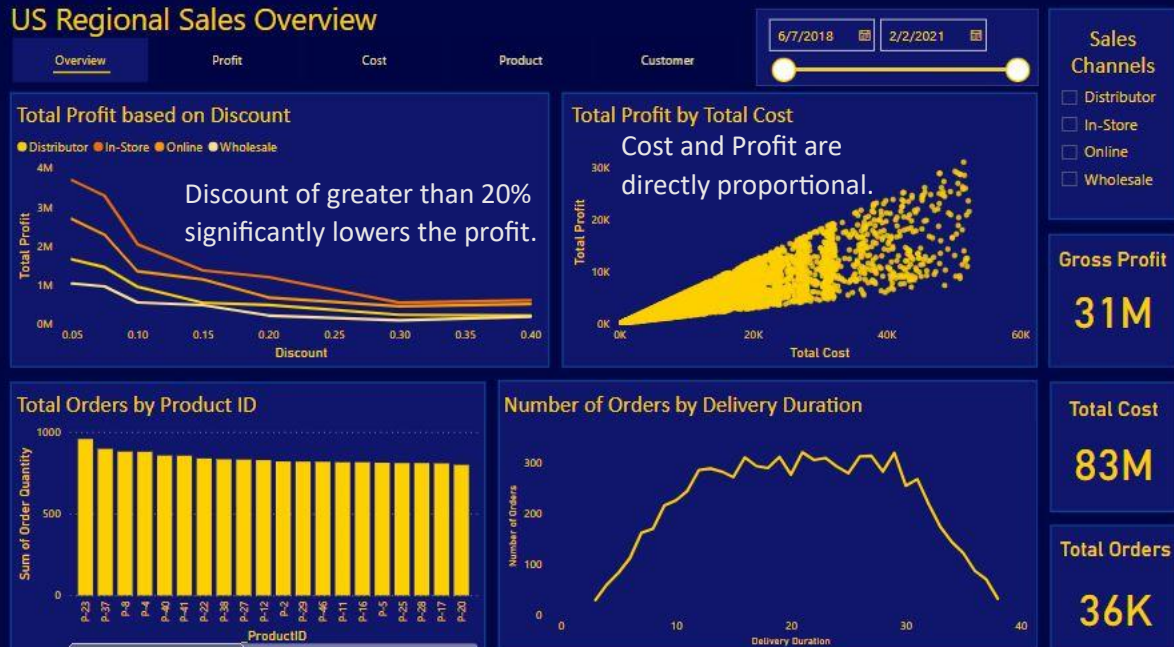 US Regional Sales Overview
Overview
Profit
Cost
Product
Customer
6/7/2018
2/2/2021
Sales
Channels
Distributor
In-Store
Online
Wholesale
Total Profit based on Discount
Distributor In-Store Online Wholesale
Discount of greater than 20%
significantly lowers the profit.
Total Profit
4M
3M
2M
1M
0M
0.05 0.10 0.15 0.20 0.25 0.30 0.35 0.40
Discount
Total Profit by Total Cost
Cost and Profit are
directly proportional.
Total Profit
30K
20K
10K
0K
0K 20K 40K 60K
Total Cost
Gross Profit
31M
Total Orders by Product ID
Sum of Order Quantity
1000
500
0
P-23 P-37 P-8 P-4 P-40 P-41 P-22 P-38 P-27 P-12 P-2 P-29 P-46 P-11 P-16 P-5 P-25 P-28 P-17 P-20
_ProductID
Number of Orders by Delivery Duration
Number of Orders
300
200
100
0
0 10 20 30 40
Delivery Duration
Total Cost
83M
Total Orders
36K